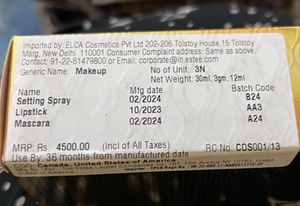 Imported by: ELCA Cosmetics Pvt Ltd 202-206 Tolstoy House,15 Tolstoy
Marg, New Delhi 110001 Consumer Complaint address: Same as above.
Contact: 91-22-61479800 or Email at: corporate@in.estee.com
Generic Name: Makeup No of Unit: 3N
Net Weight: 30ml, 3gm, 12ml
Name Mfg date Batch Code
Setting Spray 02/2024 B24
Lipstick 10/2023 AA3
Mascara 02/2024 A24
MRP: Rs 4500.00 (Incl of All Taxes) R.No.: COS001/13
Use By: 36 months from manufactured date
Canada, United States